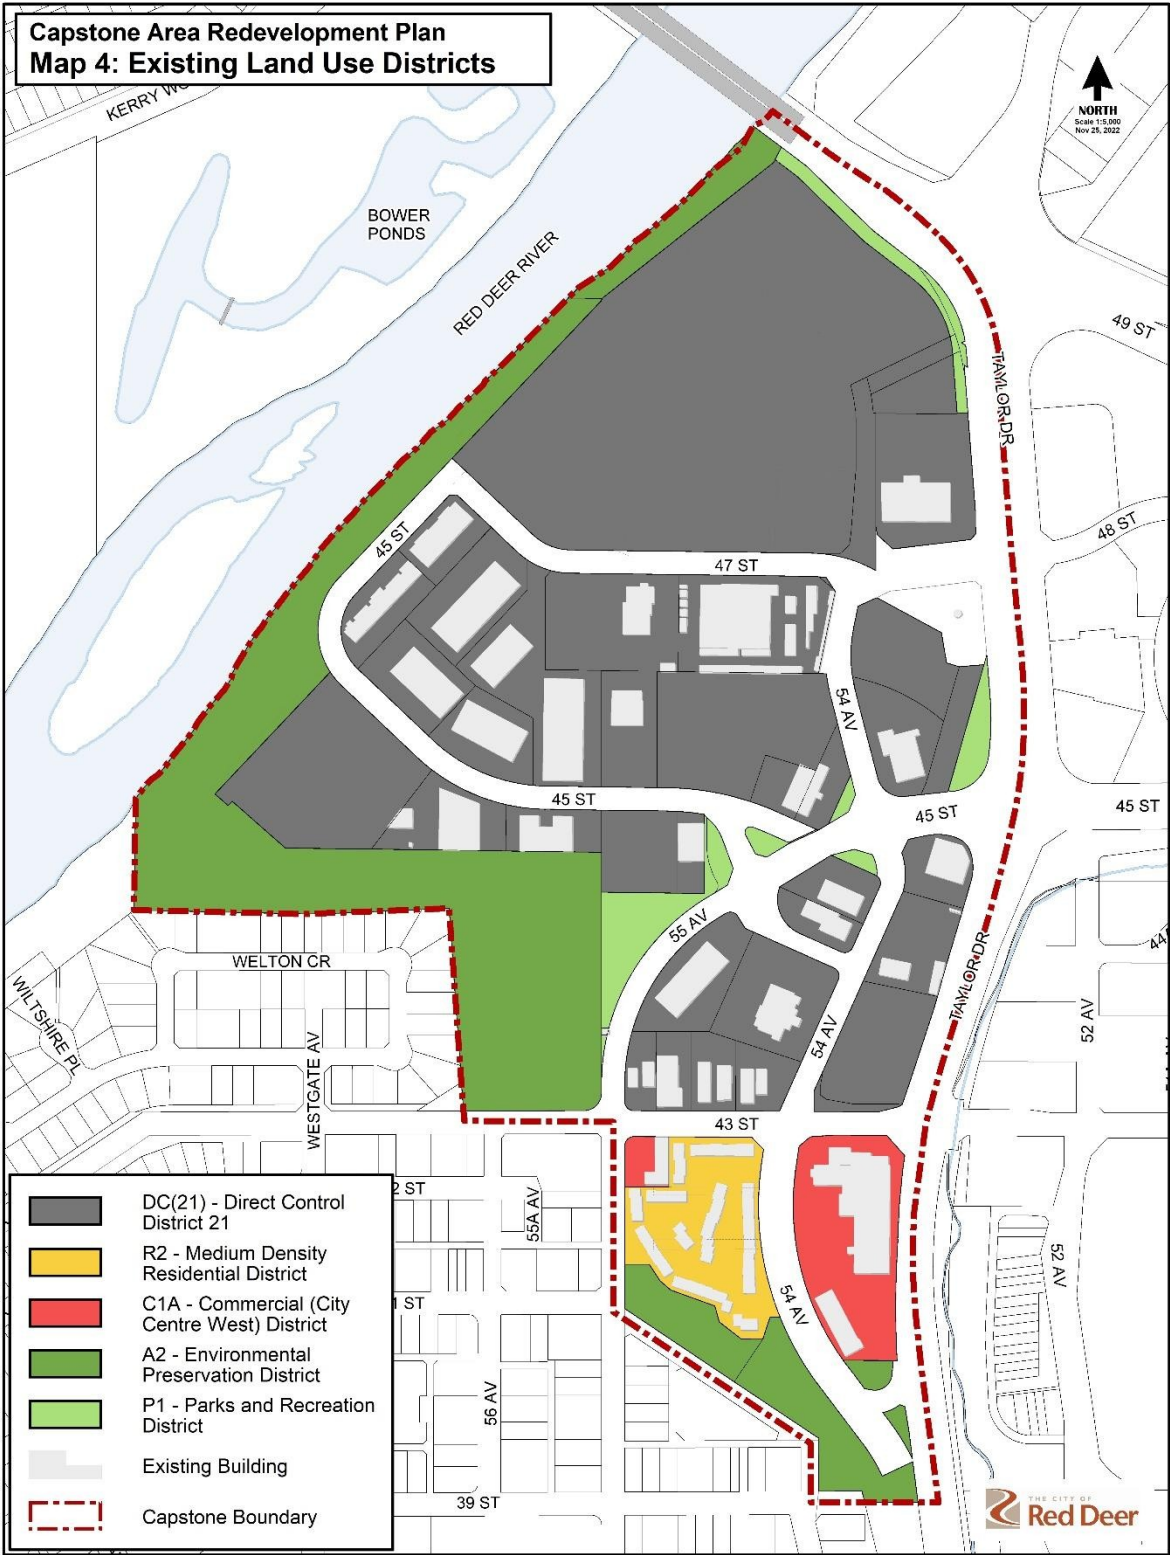 Capstone Area Redevelopment Plan
Map 4: Existing Land Use Districts
NORTH
Scale 1:5,000
Nov 25, 2022
KERRY
BOWER
PONDS
RED DEER RIVER
49 ST
TAYLOR DR
48 ST
45 ST
47 ST
54 AV
45 ST
45 ST
45 ST
55 AV
WELTON CR
WILTSHIRE PL
WESTGATE AV
TAYLOR DR
52 AV
54 AV
43 ST
55A AV
52 AV
54 AV
56 AV
39 ST
DC(21) - Direct Control
District 21
R2 - Medium Density
Residential District
C1A - Commercial (City
Centre West) District
A2 - Environmental
Preservation District
P1 - Parks and Recreation
District
Existing Building
Capstone Boundary
THE CITY OF
Red Deer